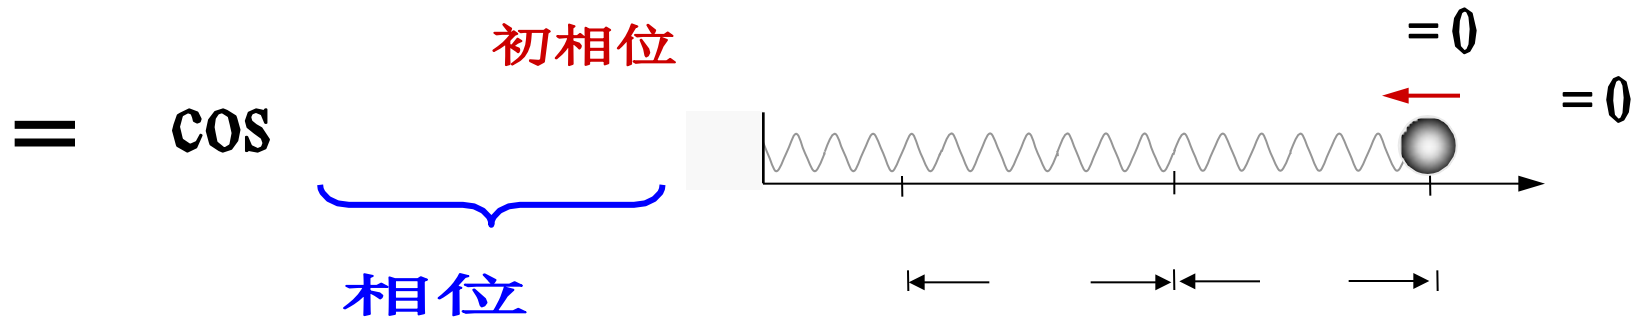 初相位
= 0
= 0
= cos
相位